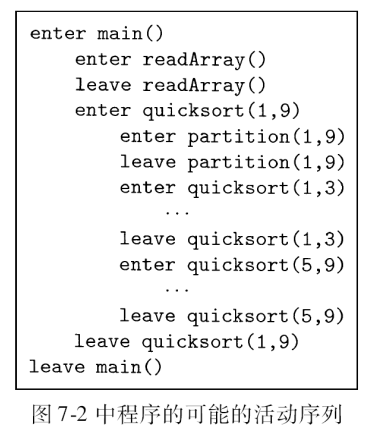 enter main()
enter readArray()
leave readArray()
enter quicksort(1,9)
enter partition(1,9)
leave partition(1,9)
enter quicksort(1,3)
...
leave quicksort(1,3)
enter quicksort(5,9)
...
leave quicksort(5,9)
leave quicksort(1,9)
leave main()
图 7-2 中程序的可能的活动序列